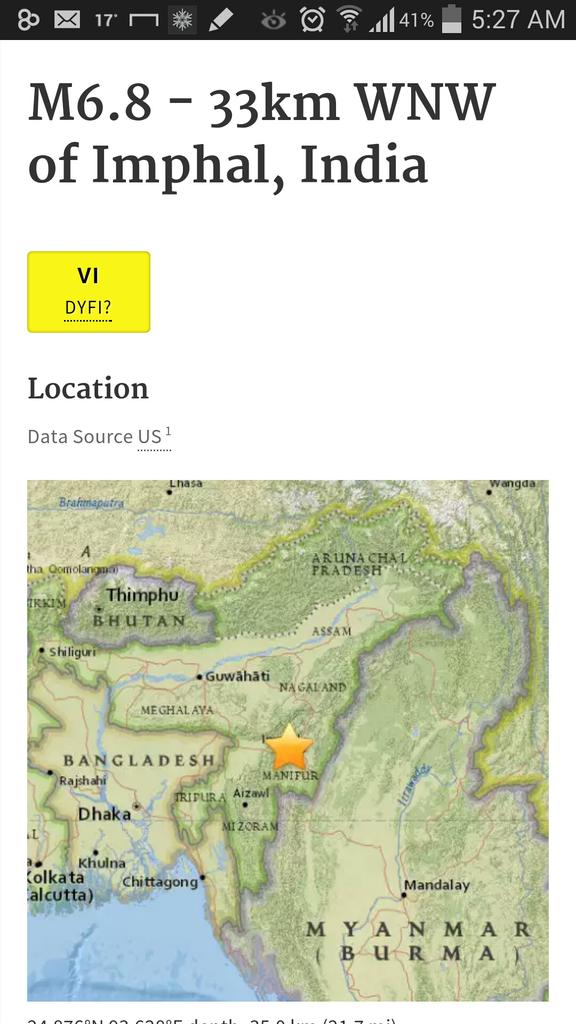 17°
41%
5:27 AM
M6.8 - 33km WNW
of Imphal, India
VI
DYFI?
Location
Data Source US 1
Lhasa
Wangda
Brahmaputra
A
tha Qomolangma)
ARUNACHAL
PRADESH
Thimphu
IKKIM
BHUTAN
ASSAM
Siliguri
Guwāhāti
NAGALAND
MEGHALAYA
BANGLADESH
MANIPUR
Rajshahi
TRIPURA
Aizawl
Dhaka
MIZORAM
Irrawaddy
AL
Khulna
Kolkata
alcutta)
Chittagong
Mandalay
MYANMAR
(BURMA)